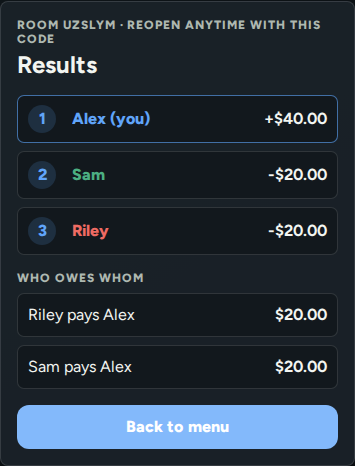 ROOM UZSLYM · REOPEN ANYTIME WITH THIS
CODE
Results
1 Alex (you) +$40.00
2 Sam -$20.00
3 Riley -$20.00
WHO OWES WHOM
Riley pays Alex $20.00
Sam pays Alex $20.00
Back to menu